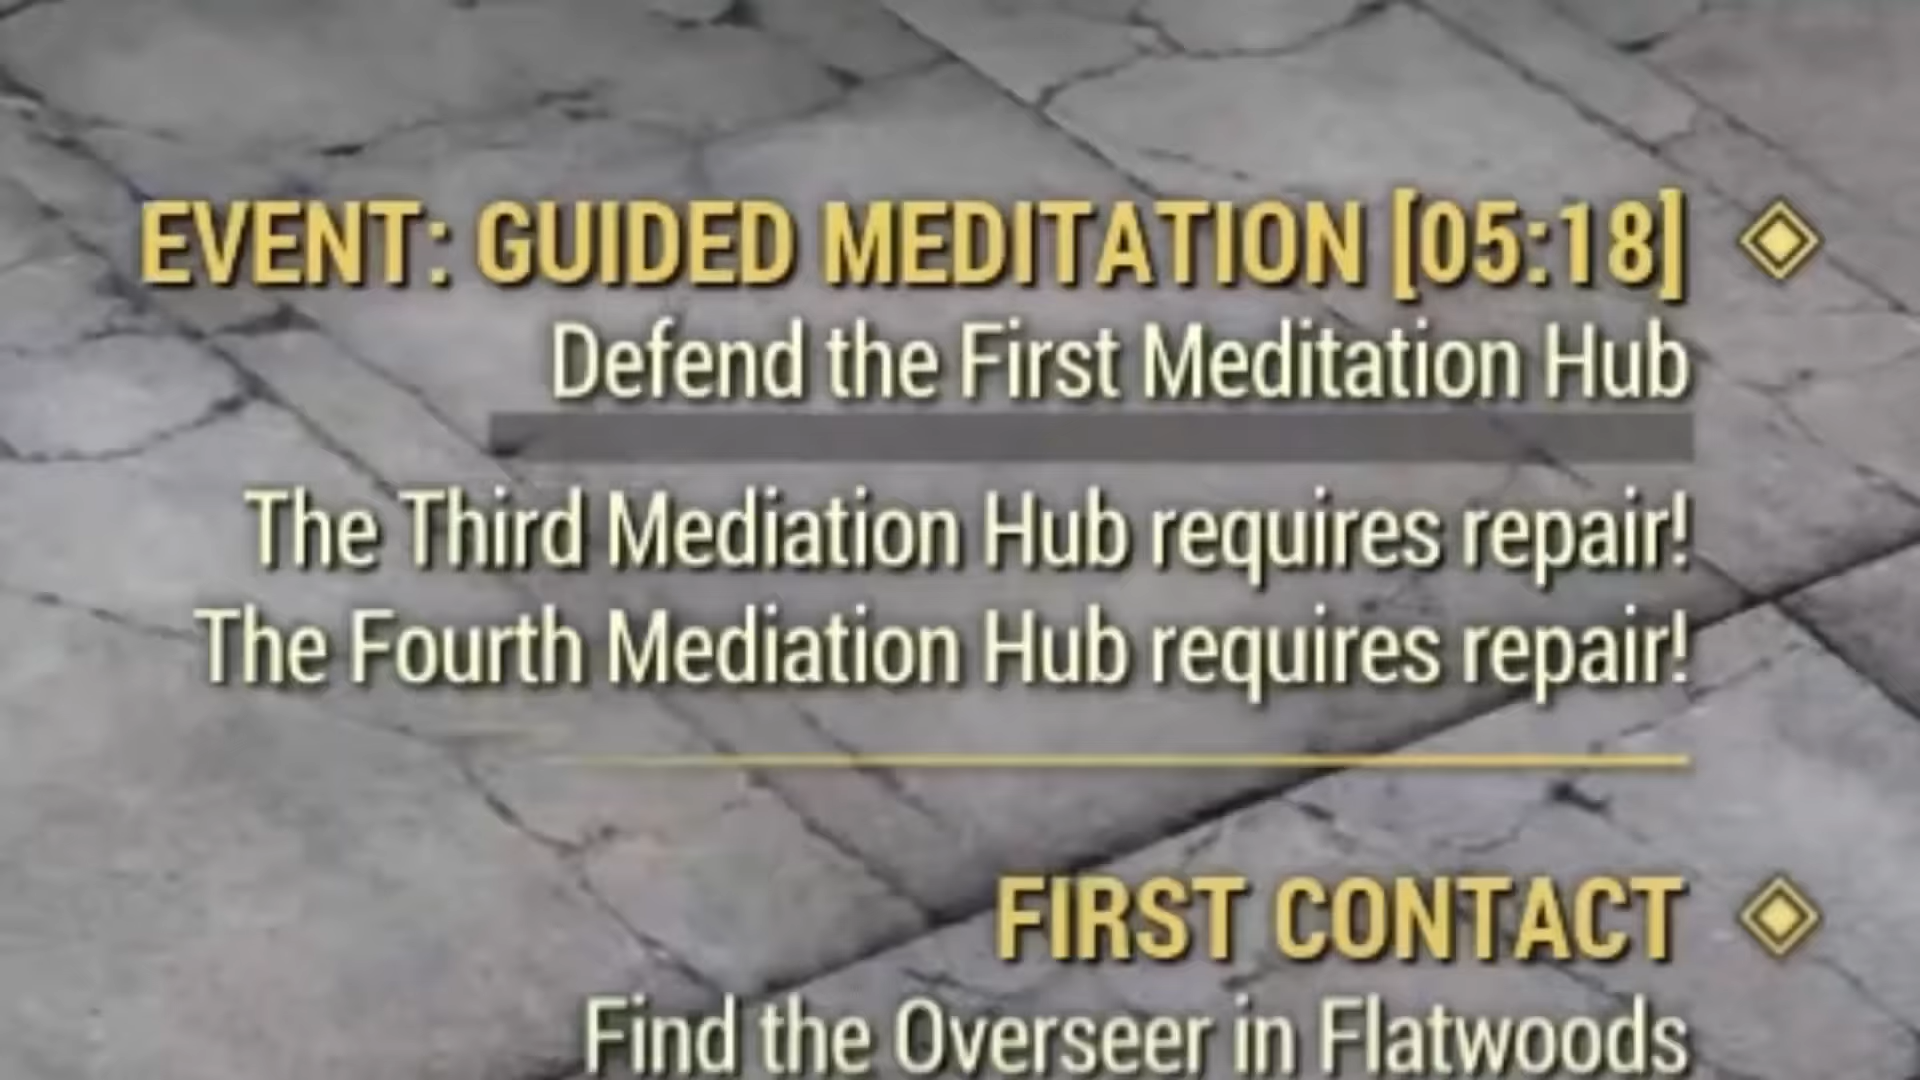 EVENT: GUIDED MEDITATION [05:18]
Defend the First Meditation Hub
The Third Mediation Hub requires repair!
The Fourth Mediation Hub requires repair!
FIRST CONTACT
Find the Overseer in Flatwoods